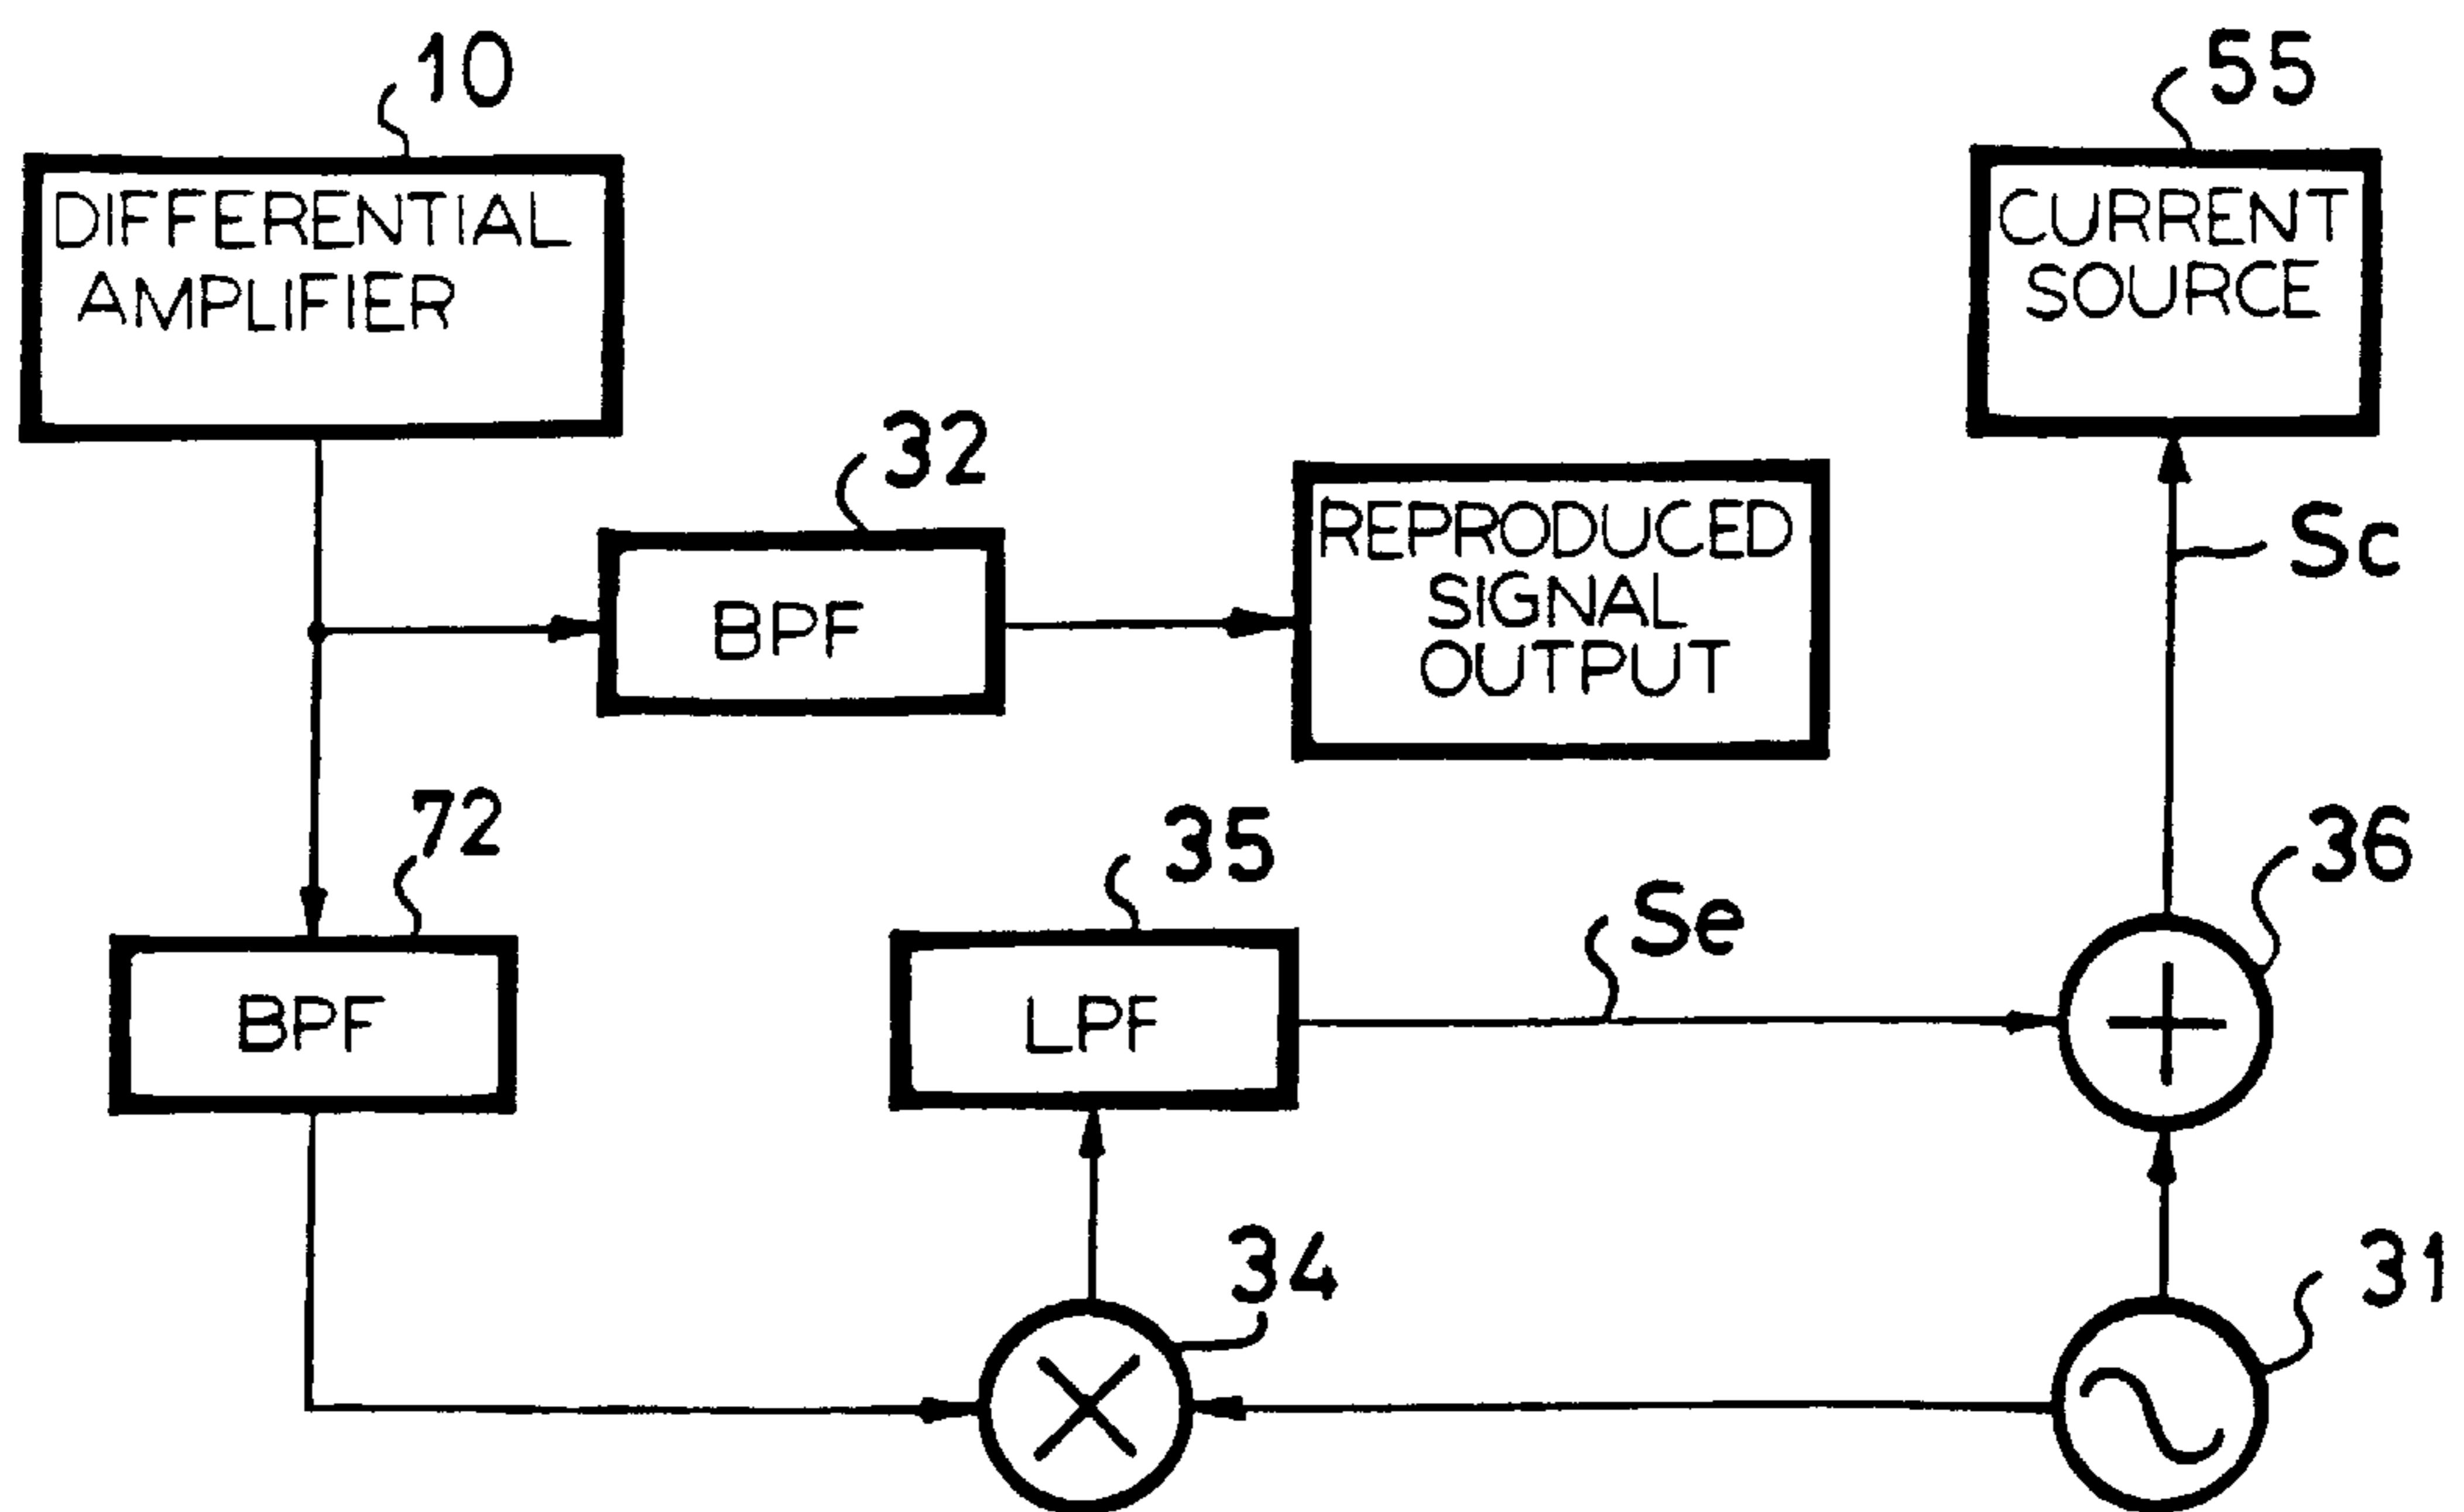 10
55
DIFFERENTIAL
AMPLIFIER
CURRENT
SOURCE
32
REPRODUCED
SIGNAL
OUTPUT
BPF
Sc
72
35
36
Se
BPF
LPF
34
31